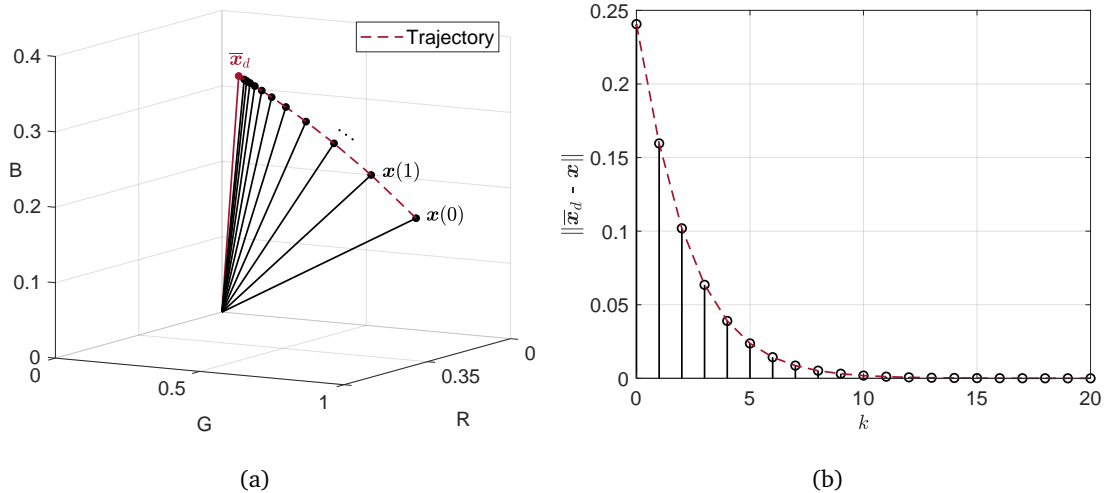 Trajectory
x̅_d
x(1)
x(0)
...
B
0.4
0.3
0.2
0.1
0
0
0.5
1
G
0
0.35
R
(a)
0.25
0.2
0.15
0.1
0.05
0
||x̅_d - x||
0
5
10
15
20
k
(b)